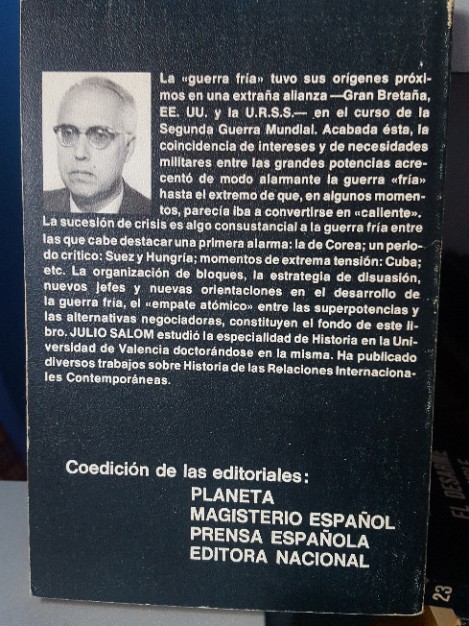 La «guerra fría» tuvo sus orígenes próxi-
mos en una extraña alianza —Gran Bretaña,
EE. UU. y la U.R.S.S.— en el curso de la
Segunda Guerra Mundial. Acabada ésta, la
coincidencia de intereses y de necesidades
militares entre las grandes potencias acre-
centó de modo alarmante la guerra «fría»
hasta el extremo de que, en algunos momen-
tos, parecía iba a convertirse en «caliente».
La sucesión de crisis es algo consustancial a la guerra fría entre
las que cabe destacar una primera alarma: la de Corea; un perío-
do crítico: Suez y Hungría; momentos de extrema tensión: Cuba;
etc. La organización de bloques, la estrategia de disuasión,
nuevos jefes y nuevas orientaciones en el desarrollo de
la guerra fría, el «empate atómico» entre las superpotencias y
las alternativas negociadoras, constituyen el fondo de este li-
bro. JULIO SALOM estudió la especialidad de Historia en la Uni-
versidad de Valencia doctorándose en la misma. Ha publicado
diversos trabajos sobre Historia de las Relaciones Internaciona-
les Contemporáneas.
Coedición de las editoriales:
PLANETA
MAGISTERIO ESPAÑOL
PRENSA ESPAÑOLA
EDITORA NACIONAL
EL DESARME
23